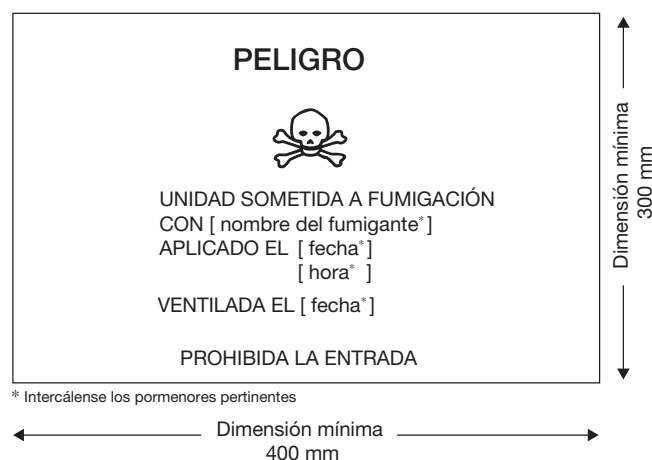 PELIGRO
UNIDAD SOMETIDA A FUMIGACIÓN
CON [ nombre del fumigante*]
APLICADO EL [ fecha*]
[ hora* ]
VENTILADA EL [ fecha*]
PROHIBIDA LA ENTRADA
* Intercálense los pormenores pertinentes
Dimensión mínima
400 mm
Dimensión mínima
300 mm